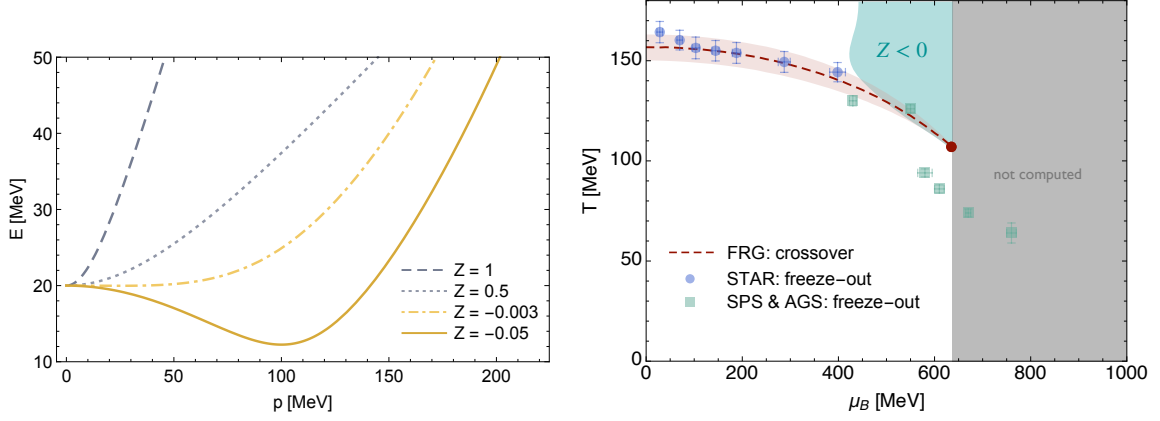 50
40
30
20
10
E [MeV]
0
50
100
150
200
p [MeV]
Z = 1
Z = 0.5
Z = −0.003
Z = −0.05
150
100
50
0
T [MeV]
0
200
400
600
800
1000
μB [MeV]
Z < 0
not computed
FRG: crossover
STAR: freeze−out
SPS & AGS: freeze−out